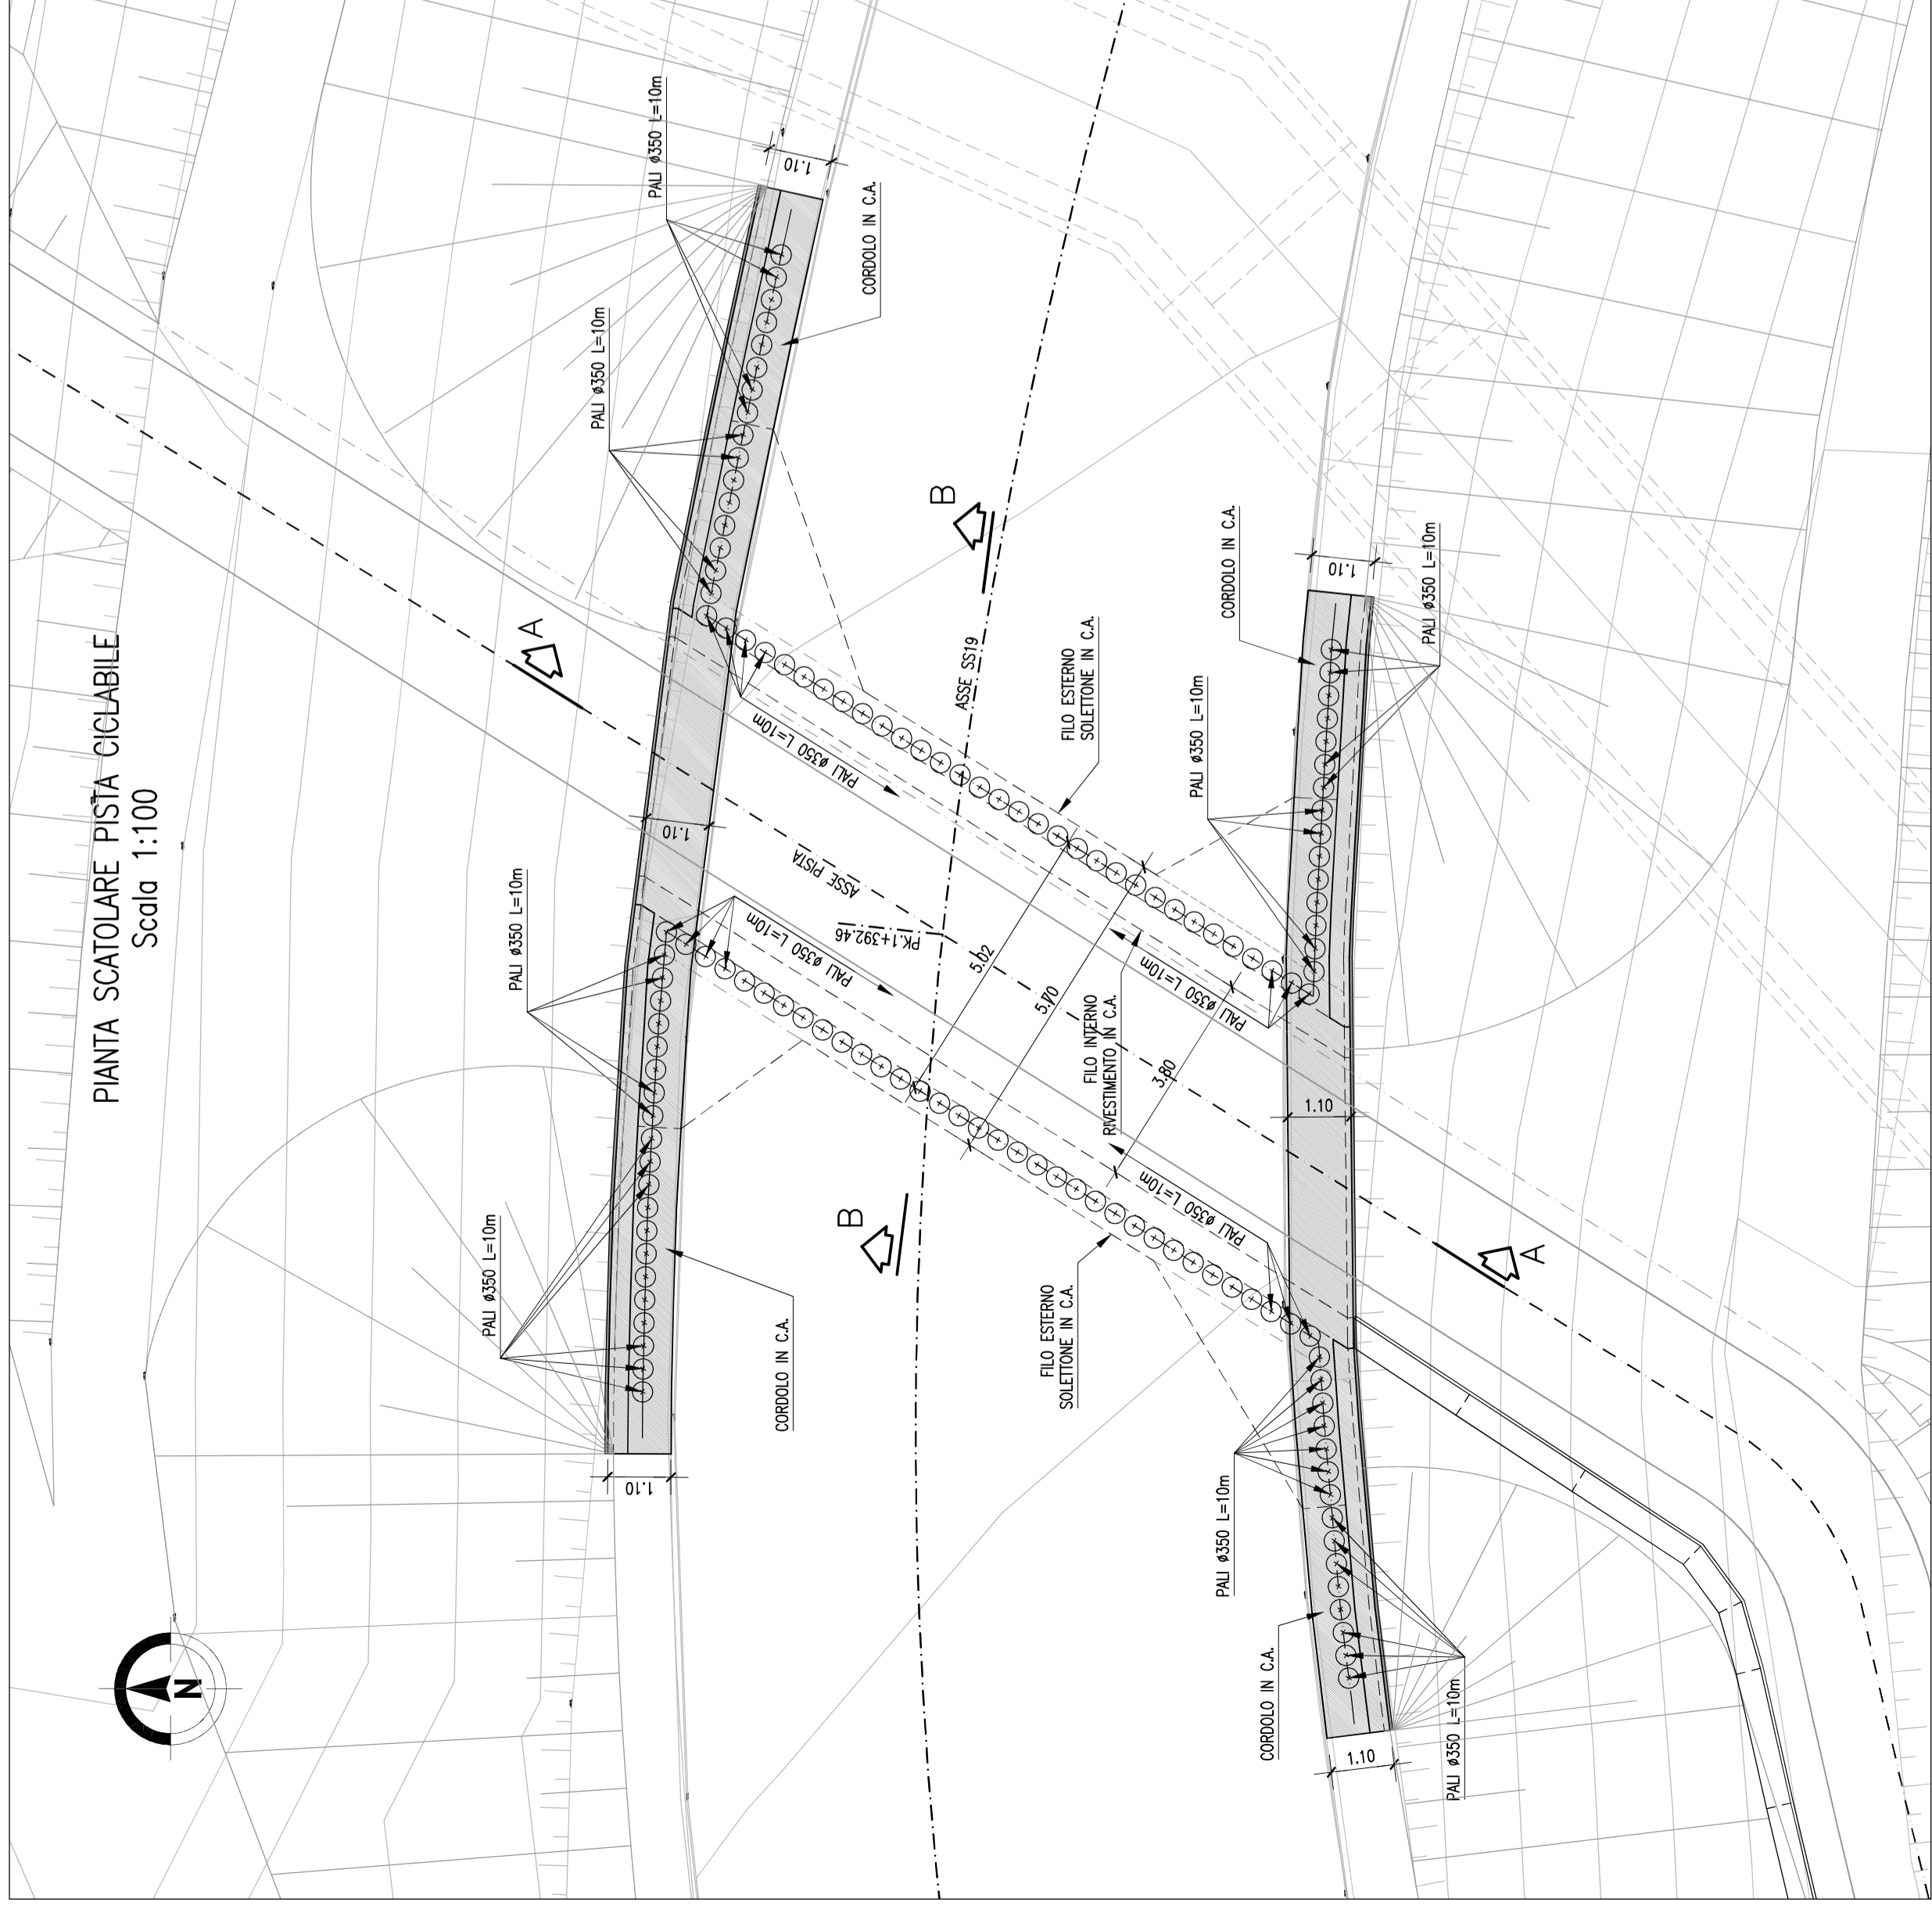 PIANTA SCATOLARE PISTA CICLABILE
Scala 1:100
N
PALI ø350 L=10m
PALI ø350 L=10m
PALI ø350 L=10m
PALI ø350 L=10m
1.10
1.10
1.10
CORDOLO IN C.A.
CORDOLO IN C.A.
A
B
B
PALI ø350 L=10m
PALI ø350 L=10m
ASSE PISTA
PK.1+392.46
ASSE SS19
FILO ESTERNO
SOLETTONE IN C.A.
5.02
5.70
3.80
FILO INTERNO
RIVESTIMENTO IN C.A.
FILO ESTERNO
SOLETTONE IN C.A.
PALI ø350 L=10m
PALI ø350 L=10m
PALI ø350 L=10m
PALI ø350 L=10m
CORDOLO IN C.A.
CORDOLO IN C.A.
1.10
1.10
1.10
PALI ø350 L=10m
PALI ø350 L=10m
A